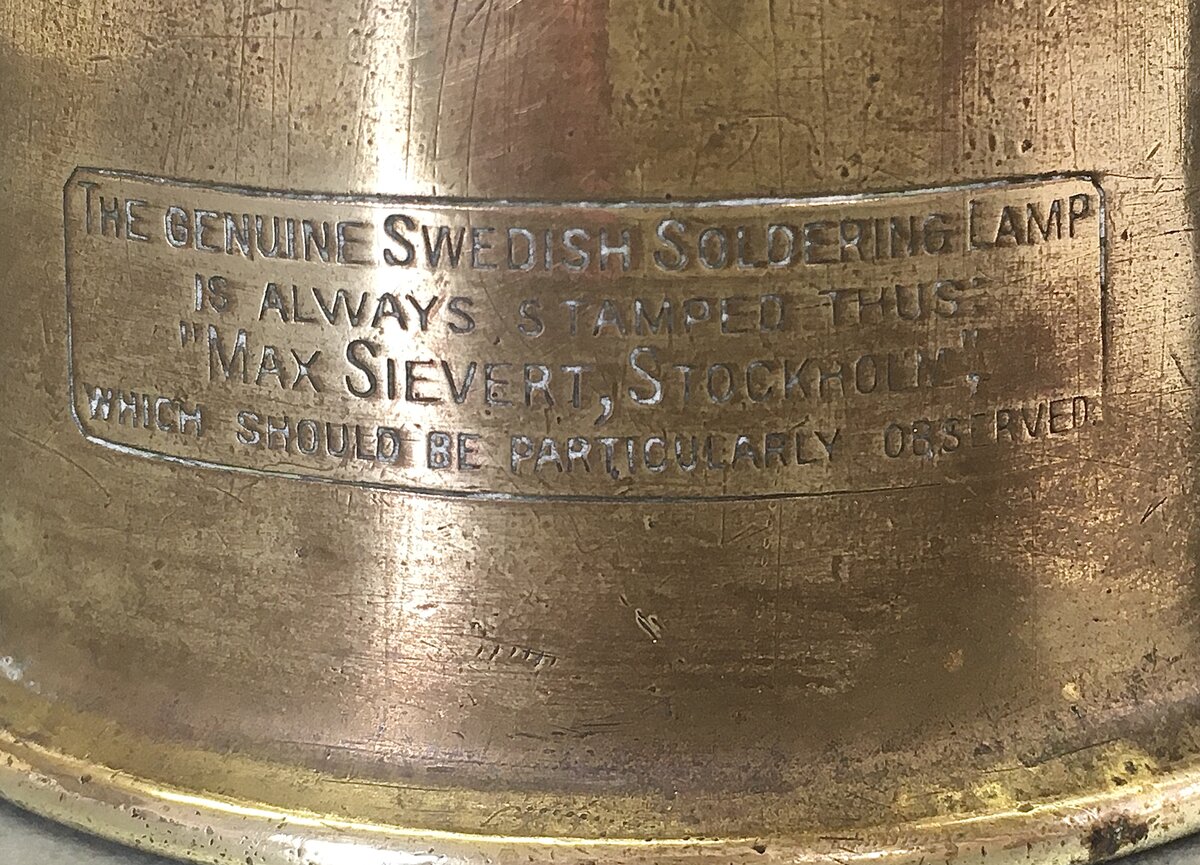 THE GENUINE SWEDISH SOLDERING LAMP
IS ALWAYS STAMPED THUS:
"MAX SIEVERT, STOCKHOLM",
WHICH SHOULD BE PARTICULARLY OBSERVED.